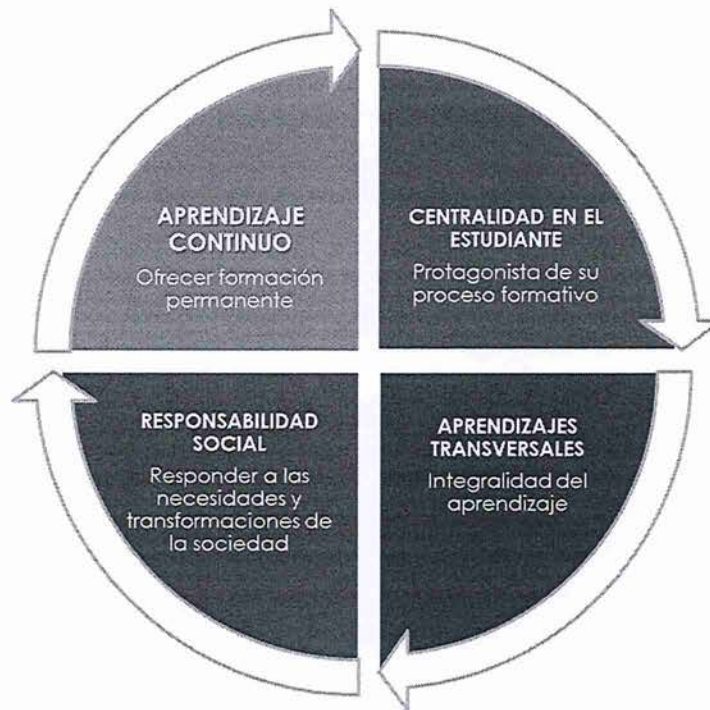 APRENDIZAJE
CONTINUO
Ofrecer formación
permanente
CENTRALIDAD EN EL
ESTUDIANTE
Protagonista de su
proceso formativo
RESPONSABILIDAD
SOCIAL
Responder a las
necesidades y
transformaciones de
la sociedad
APRENDIZAJES
TRANSVERSALES
Integralidad del
aprendizaje